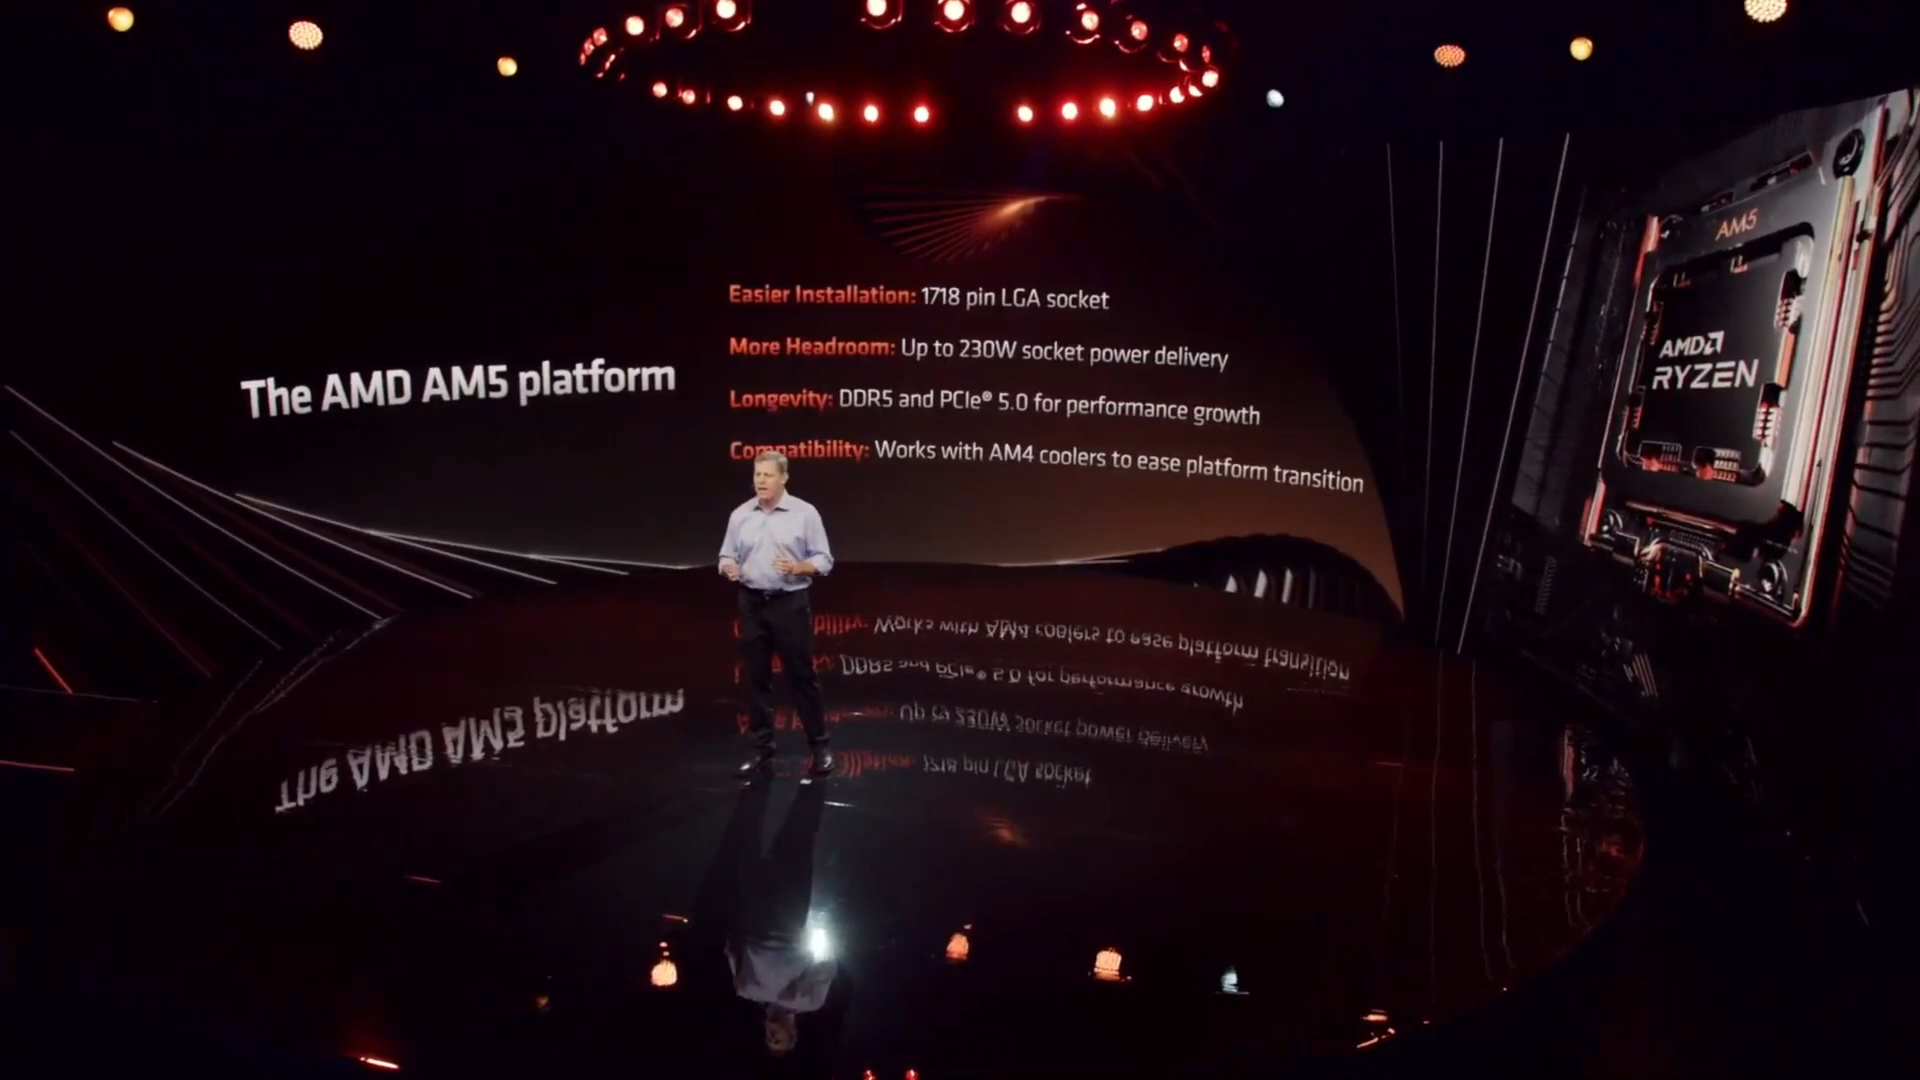 The AMD AM5 platform
Easier Installation: 1718 pin LGA socket
More Headroom: Up to 230W socket power delivery
Longevity: DDR5 and PCIe® 5.0 for performance growth
Compatibility: Works with AM4 coolers to ease platform transition
AM5
AMD
RYZEN